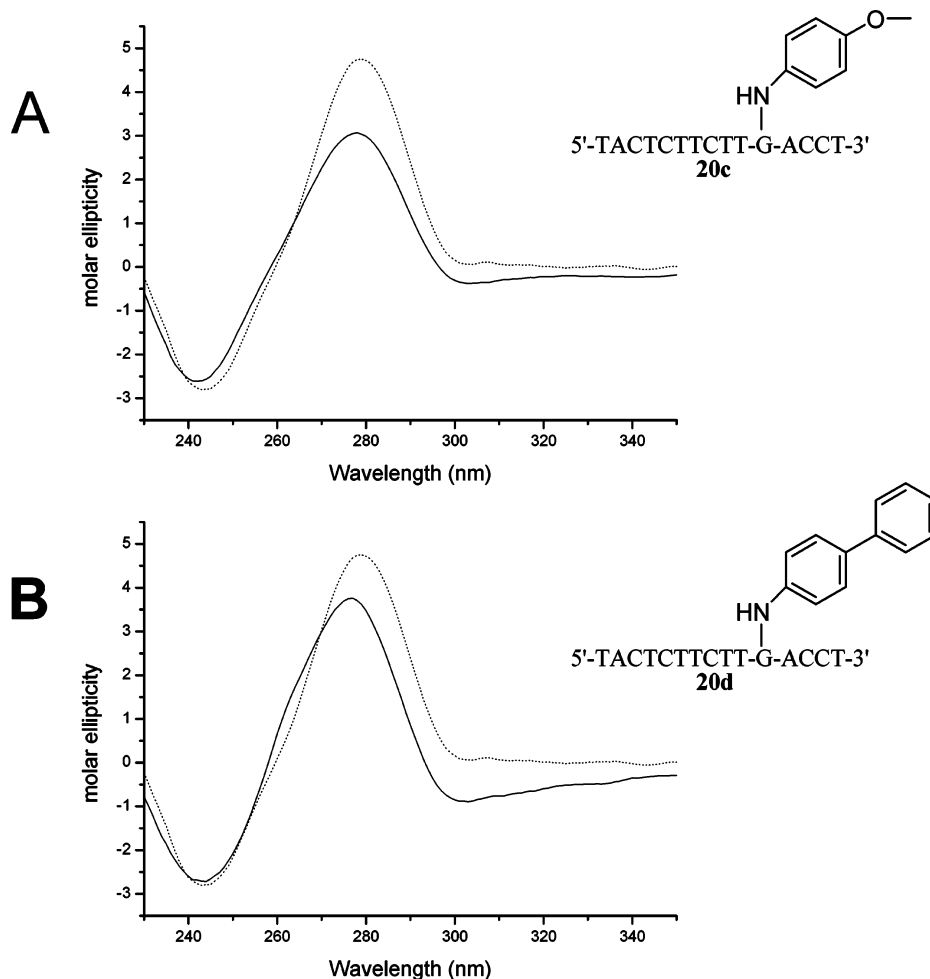 A
5
4
3
2
1
0
-1
-2
-3
molar ellipticity
240 260 280 300 320 340
Wavelength (nm)
O
HN
5'-TACTCTTCTT-G-ACCT-3'
20c
B
5
4
3
2
1
0
-1
-2
-3
molar ellipticity
240 260 280 300 320 340
Wavelength (nm)
HN
5'-TACTCTTCTT-G-ACCT-3'
20d